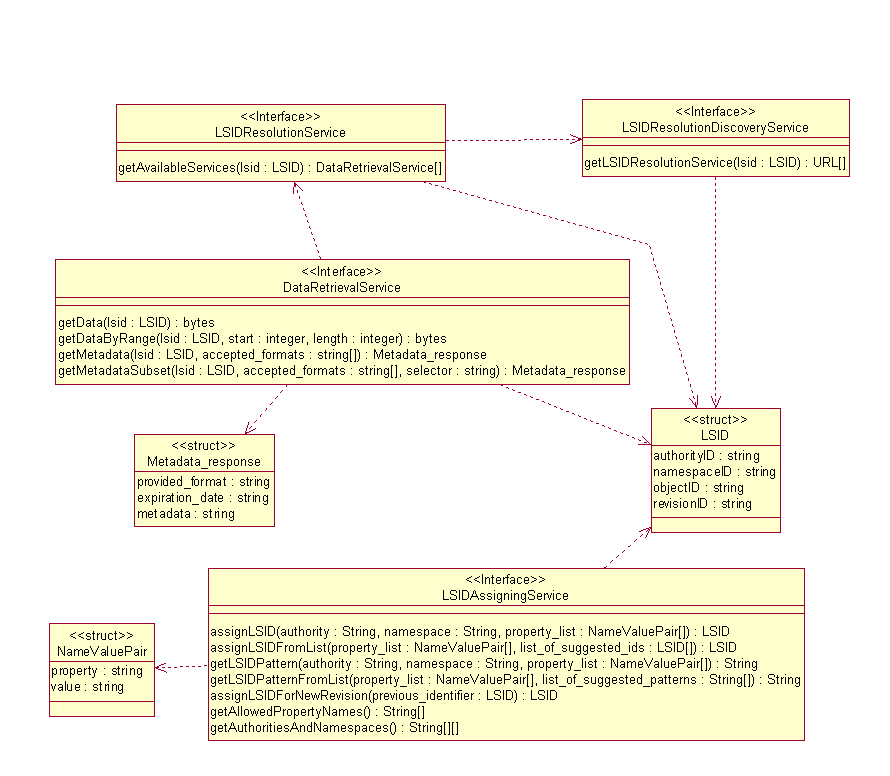 <<Interface>>
LSIDResolutionService
getAvailableServices(lsid : LSID) : DataRetrievalService[]
<<Interface>>
LSIDResolutionDiscoveryService
getLSIDResolutionService(lsid : LSID) : URL[]
<<Interface>>
DataRetrievalService
getData(lsid : LSID) : bytes
getDataByRange(lsid : LSID, start : integer, length : integer) : bytes
getMetadata(lsid : LSID, accepted_formats : string[]) : Metadata_response
getMetadataSubset(lsid : LSID, accepted_formats : string[], selector : string) : Metadata_response
<<struct>>
Metadata_response
provided_format : string
expiration_date : string
metadata : string
<<struct>>
LSID
authorityID : string
namespaceID : string
objectID : string
revisionID : string
<<Interface>>
LSIDAssigningService
assignLSID(authority : String, namespace : String, property_list : NameValuePair[]) : LSID
assignLSIDFromList(property_list : NameValuePair[], list_of_suggested_ids : LSID[]) : LSID
getLSIDPattern(authority : String, namespace : String, property_list : NameValuePair[]) : String
getLSIDPatternFromList(property_list : NameValuePair[], list_of_suggested_patterns : String[]) : String
assignLSIDForNewRevision(previous_identifier : LSID) : LSID
getAllowedPropertyNames() : String[]
getAuthoritiesAndNamespaces() : String[][]
<<struct>>
NameValuePair
property : string
value : string